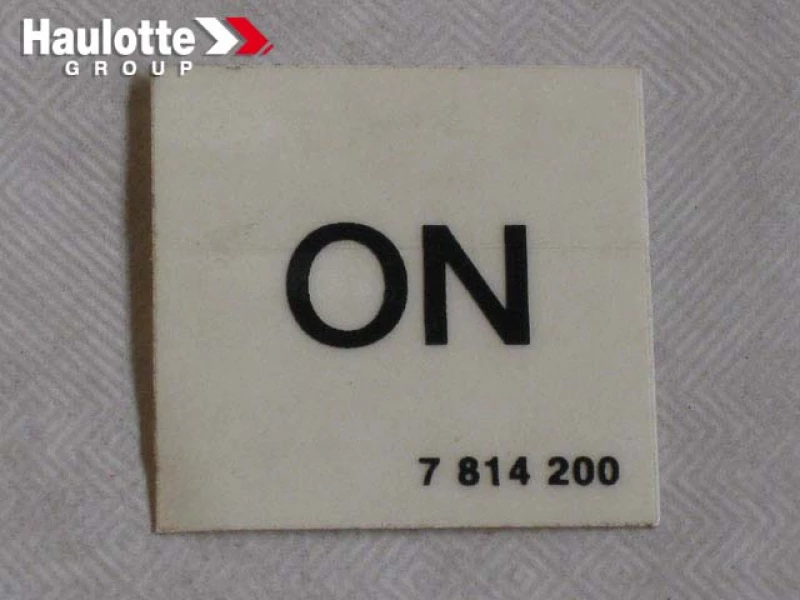 Haulotte
GROUP
ON
7 814 200